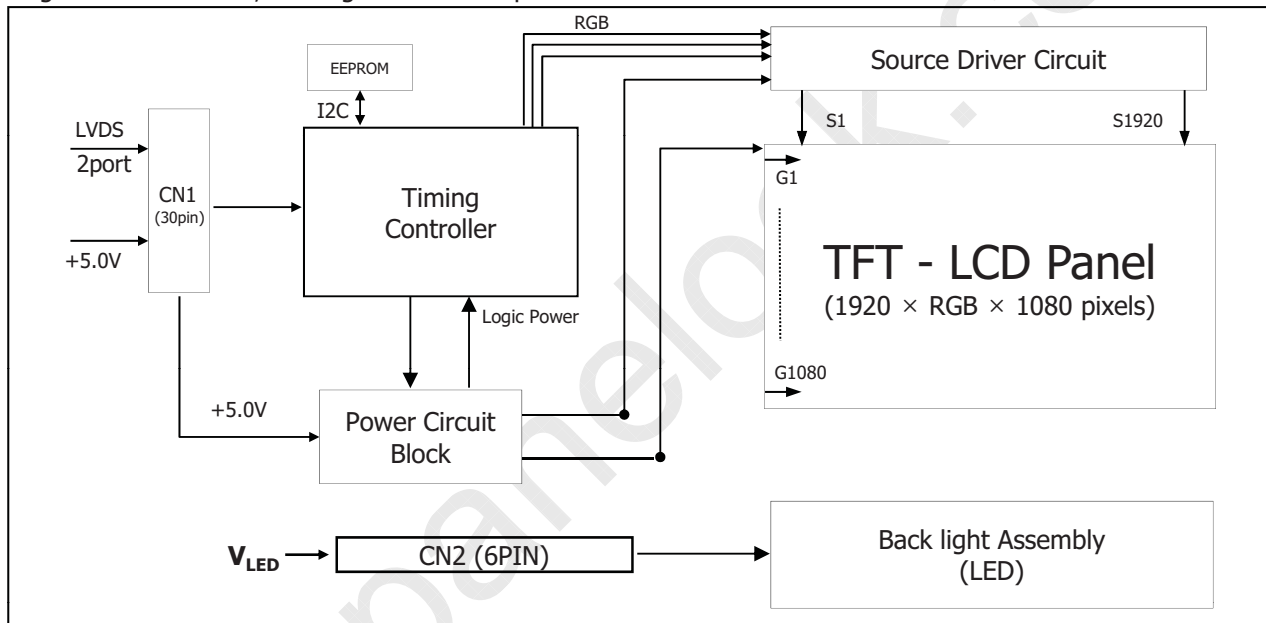 RGB
EEPROM
Source Driver Circuit
I2C
LVDS
2port
S1
S1920
CN1
(30pin)
Timing
Controller
G1
+5.0V
TFT - LCD Panel
(1920 × RGB × 1080 pixels)
Logic Power
G1080
+5.0V
Power Circuit
Block
Back light Assembly
(LED)
VLED
CN2 (6PIN)